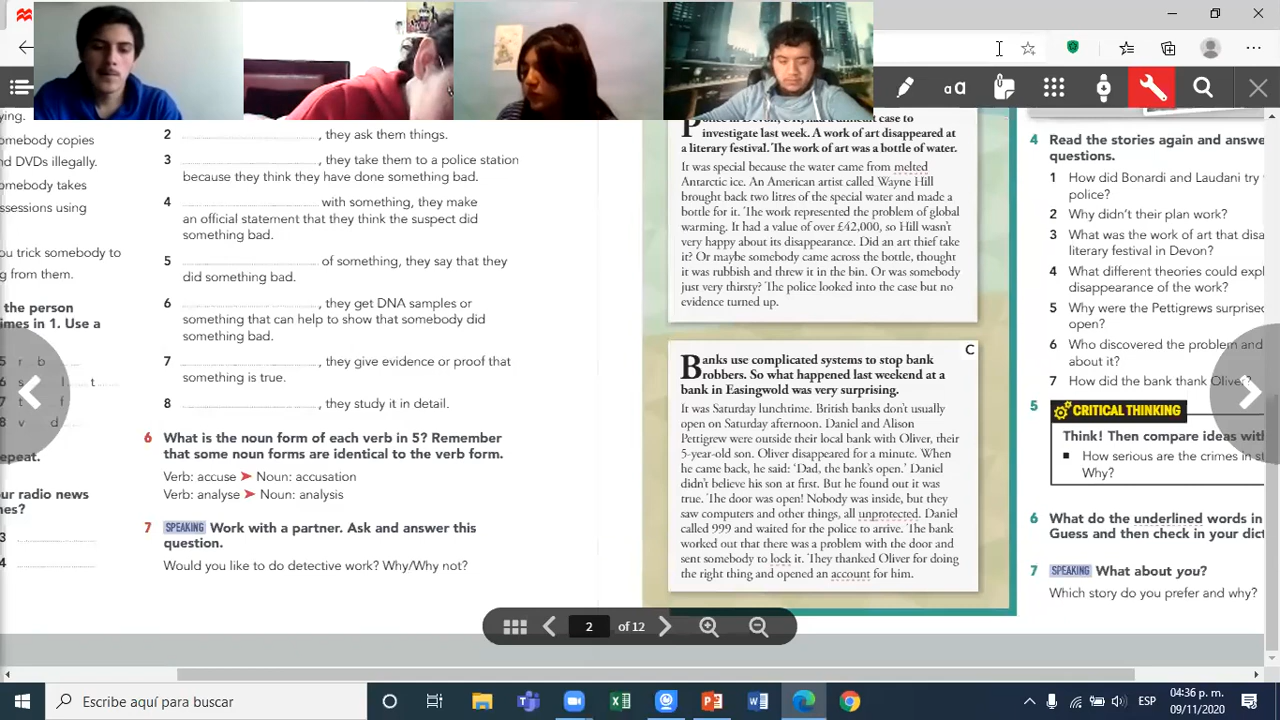 ying.
omebody copies
nd DVDs illegally.
omebody takes
ssessions using
ou trick somebody to
g from them.
the person
imes in 1. Use a
5 r b
6 s l t
7 t f
8 v d
epeat.
ur radio news
nes?
3
4
2 , they ask them things.
3 , they take them to a police station
because they think they have done something bad.
4 with something, they make
an official statement that they think the suspect did
something bad.
5 of something, they say that they
did something bad.
6 , they get DNA samples or
something that can help to show that somebody did
something bad.
7 , they give evidence or proof that
something is true.
8 , they study it in detail.
6 What is the noun form of each verb in 5? Remember
that some noun forms are identical to the verb form.
Verb: accuse ➤ Noun: accusation
Verb: analyse ➤ Noun: analysis
7 SPEAKING Work with a partner. Ask and answer this
question.
Would you like to do detective work? Why/Why not?
Police in Devon, UK, had a difficult case to
investigate last week. A work of art disappeared at
a literary festival. The work of art was a bottle of water.
It was special because the water came from melted
Antarctic ice. An American artist called Wayne Hill
brought back two litres of the special water and made a
bottle for it. The work represented the problem of global
warming. It had a value of over £42,000, so Hill wasn't
very happy about its disappearance. Did an art thief take
it? Or maybe somebody came across the bottle, thought
it was rubbish and threw it in the bin. Or was somebody
just very thirsty? The police looked into the case but no
evidence turned up.
C
Banks use complicated systems to stop bank
robbers. So what happened last weekend at a
bank in Easingwold was very surprising.
It was Saturday lunchtime. British banks don't usually
open on Saturday afternoon. Daniel and Alison
Pettigrew were outside their local bank with Oliver, their
5-year-old son. Oliver disappeared for a minute. When
he came back, he said: 'Dad, the bank's open.' Daniel
didn't believe his son at first. But he found out it was
true. The door was open! Nobody was inside, but they
saw computers and other things, all unprotected. Daniel
called 999 and waited for the police to arrive. The bank
worked out that there was a problem with the door and
sent somebody to lock it. They thanked Oliver for doing
the right thing and opened an account for him.
4 Read the stories again and answe
questions.
1 How did Bonardi and Laudani try
police?
2 Why didn't their plan work?
3 What was the work of art that disa
literary festival in Devon?
4 What different theories could expl
disappearance of the work?
5 Why were the Pettigrews surprised
open?
6 Who discovered the problem and
about it?
7 How did the bank thank Oliver?
5 CRITICAL THINKING
Think! Then compare ideas with
■ How serious are the crimes in st
Why?
6 What do the underlined words in
Guess and then check in your dict
7 SPEAKING What about you?
Which story do you prefer and why?
aa
2 of 12
Escribe aquí para buscar
ESP
04:36 p. m.
09/11/2020